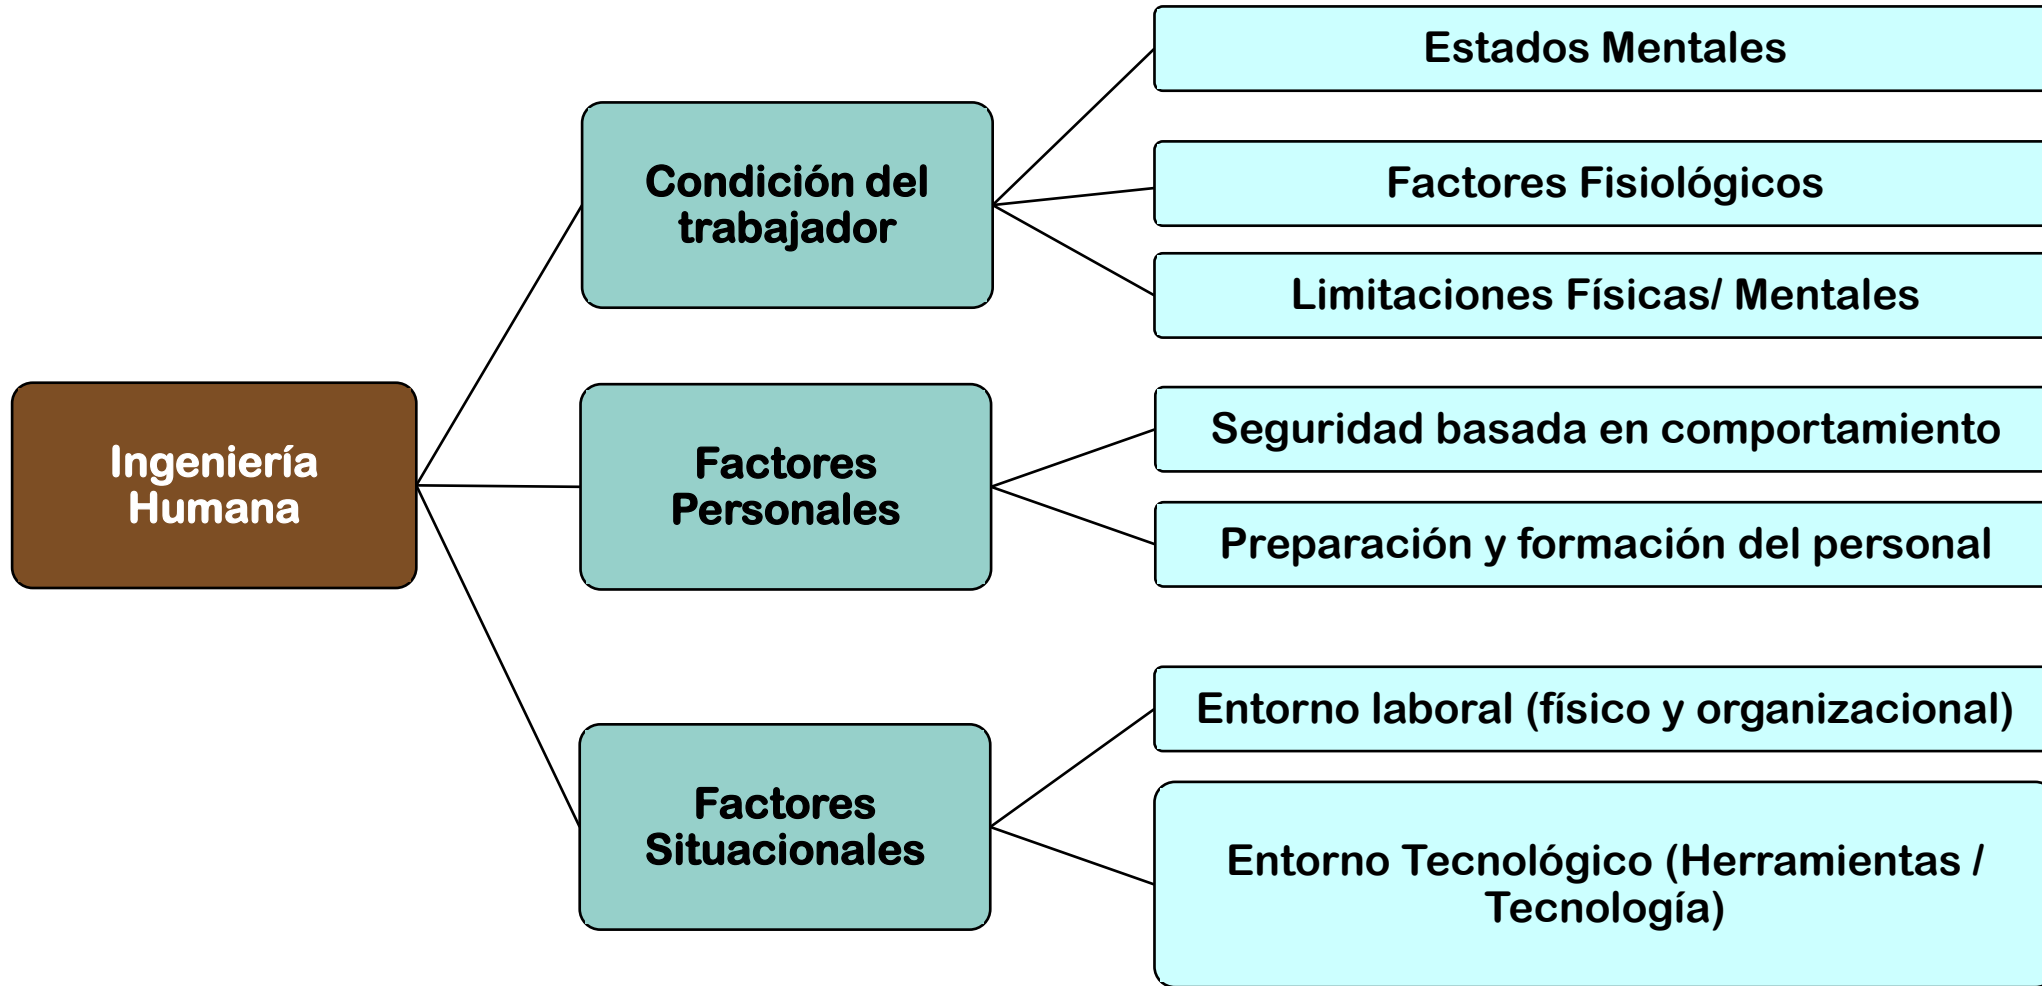 Ingeniería
Humana
Condición del
trabajador
Estados Mentales
Factores Fisiológicos
Limitaciones Físicas/ Mentales
Factores
Personales
Seguridad basada en comportamiento
Preparación y formación del personal
Factores
Situacionales
Entorno laboral (físico y organizacional)
Entorno Tecnológico (Herramientas /
Tecnología)